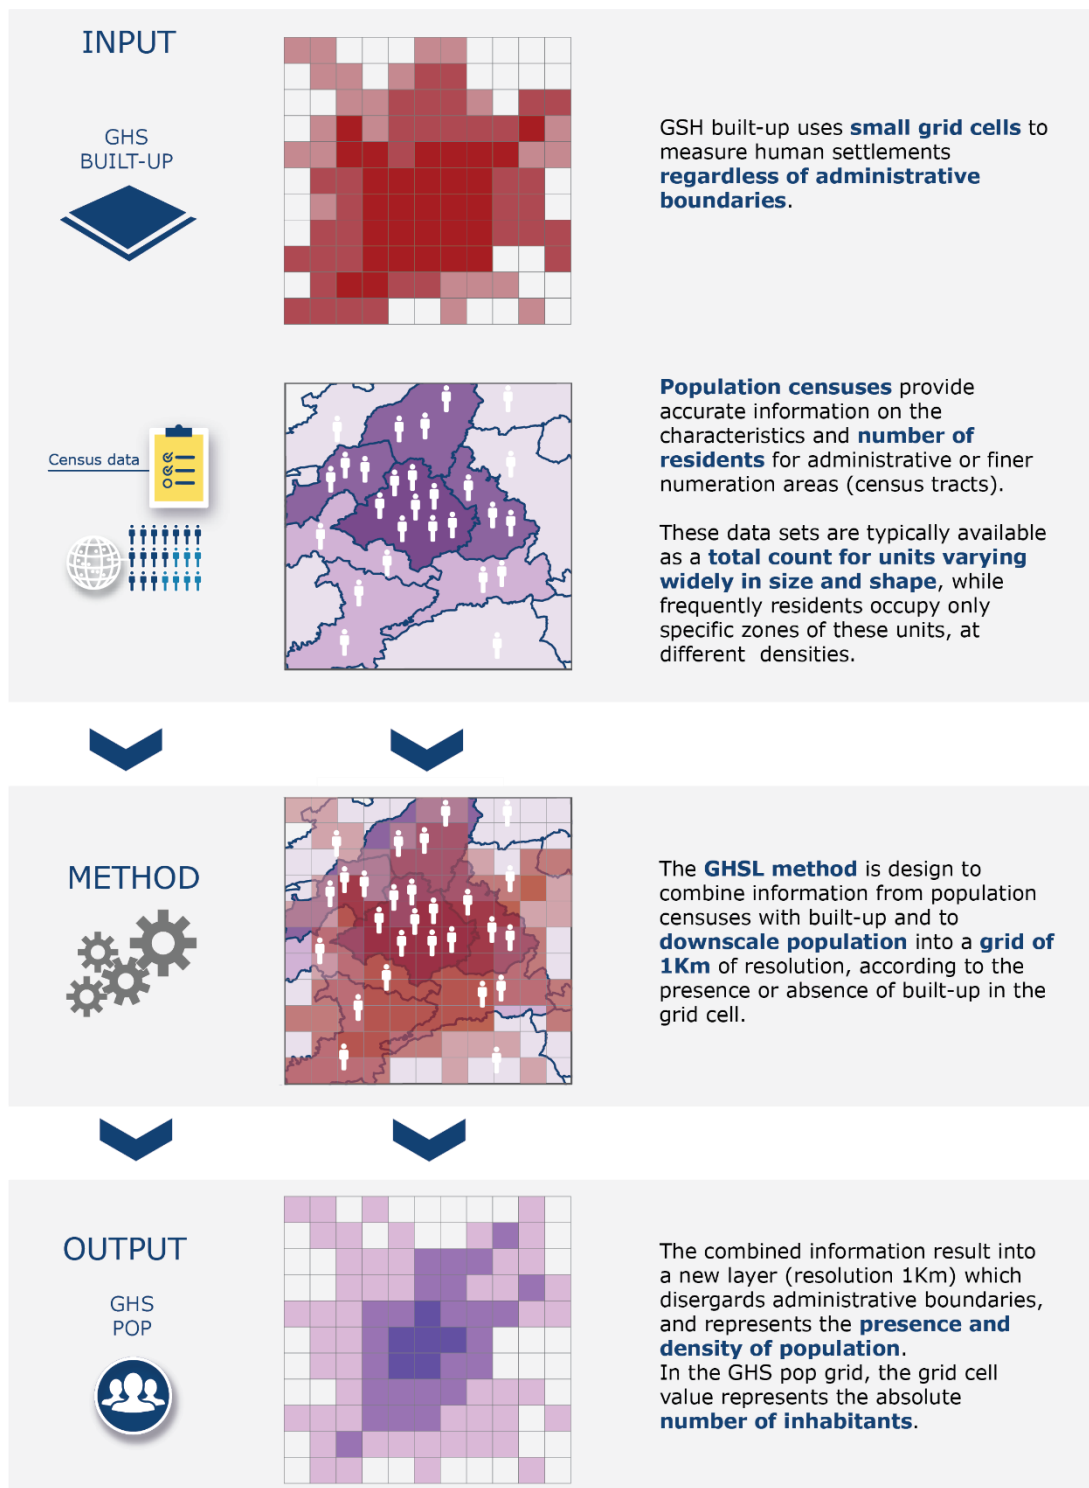 INPUT
GHS
BUILT-UP
GSH built-up uses small grid cells to
measure human settlements
regardless of administrative
boundaries.
Census data
Population censuses provide
accurate information on the
characteristics and number of
residents for administrative or finer
numeration areas (census tracts).
These data sets are typically available
as a total count for units varying
widely in size and shape, while
frequently residents occupy only
specific zones of these units, at
different densities.
METHOD
The GHSL method is design to
combine information from population
censuses with built-up and to
downscale population into a grid of
1Km of resolution, according to the
presence or absence of built-up in the
grid cell.
OUTPUT
GHS
POP
The combined information result into
a new layer (resolution 1Km) which
disergards administrative boundaries,
and represents the presence and
density of population.
In the GHS pop grid, the grid cell
value represents the absolute
number of inhabitants.